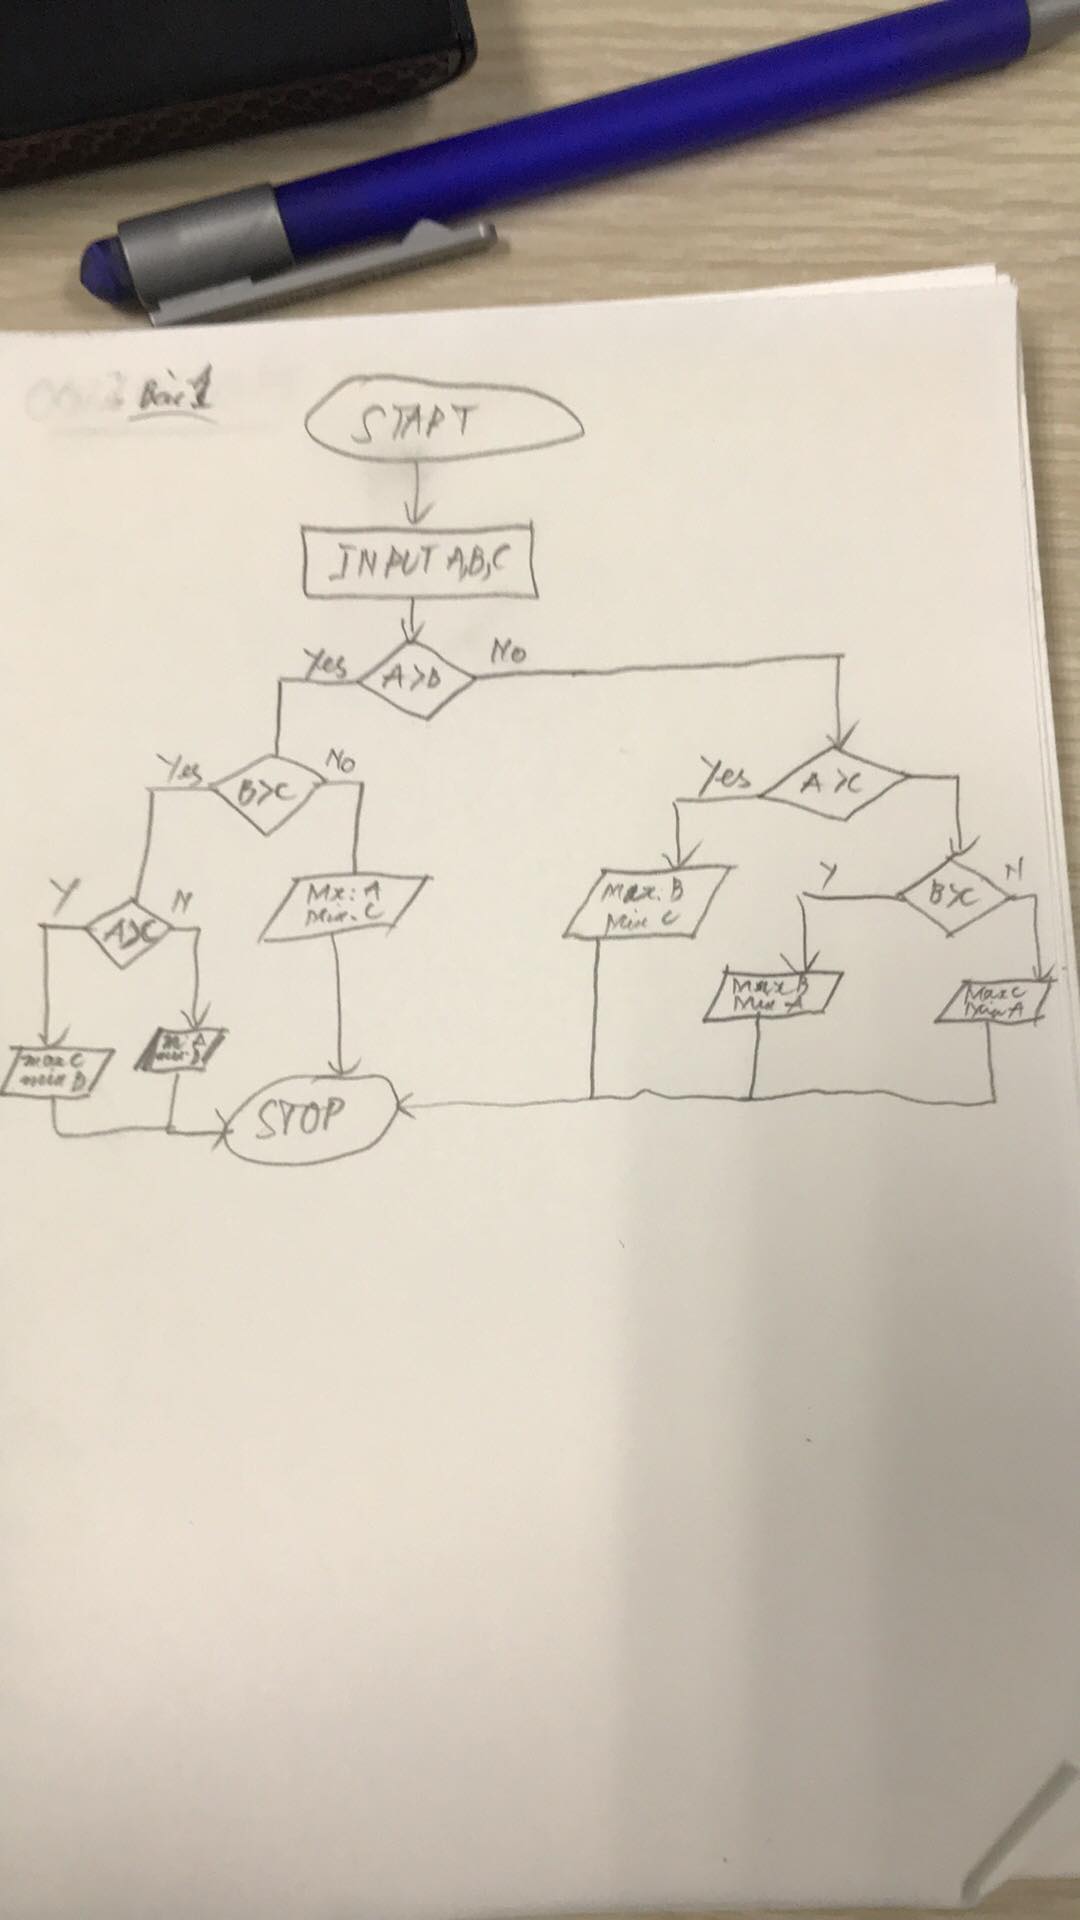 Bài 1
START
INPUT A,B,C
Yes
A>B
No
Yes
B>C
No
Yes
A>C
Y
A>C
N
Mx: A
Min: C
Max: B
Min C
Y
B>C
N
Max C
Min B
Max B
Min A
Max C
Min A
STOP